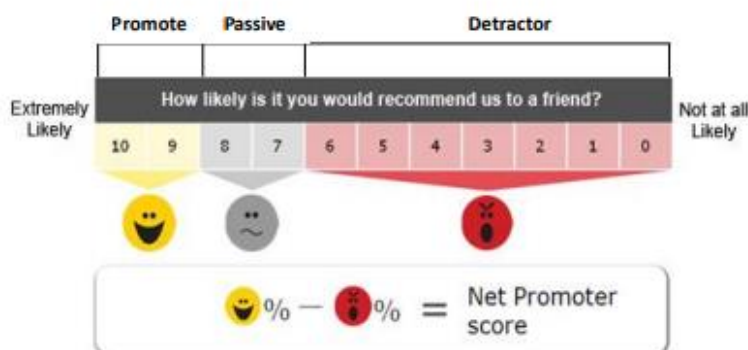 Promote Passive Detractor
How likely is it you would recommend us to a friend?
Extremely
Likely
Not at all
Likely
10 9 8 7 6 5 4 3 2 1 0
% — % = Net Promoter
score